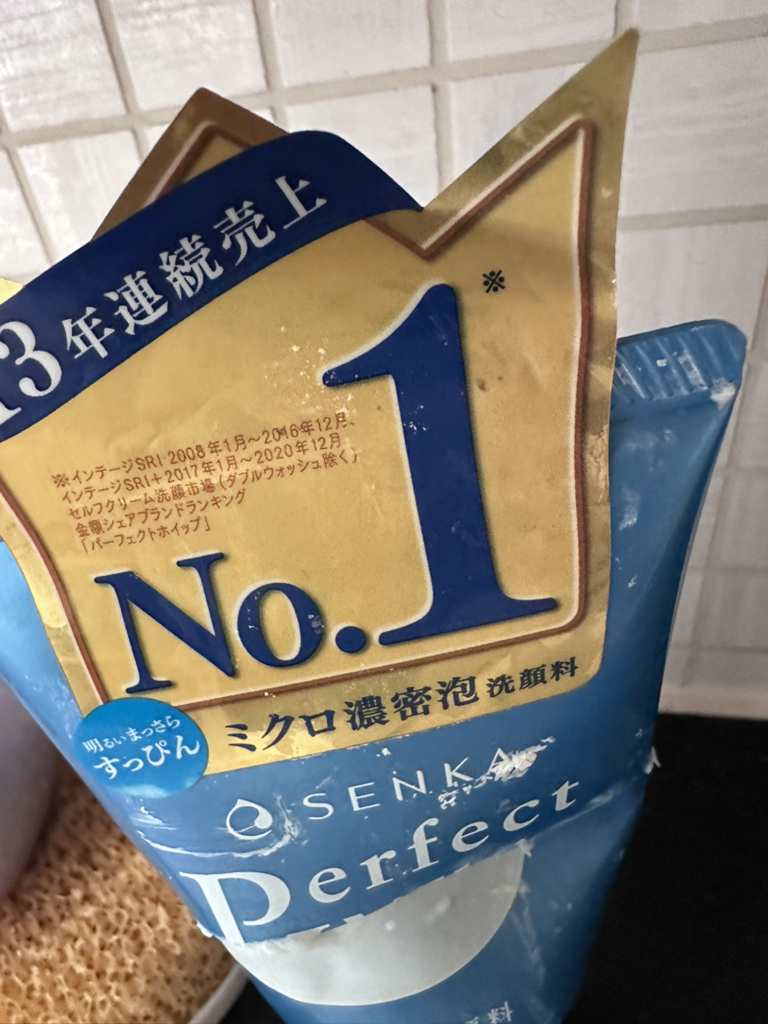 13年連続売上
No.1※
※インテージSRI 2008年1月～2016年12月、
インテージSRI+ 2017年1月～2020年12月
セルフクリーム洗顔市場（ダブルウォッシュ除く）
金額シェアブランドランキング
「パーフェクトホイップ」
ミクロ濃密泡 洗顔料
明るいまっさら
すっぴん
SENKA
Perfect